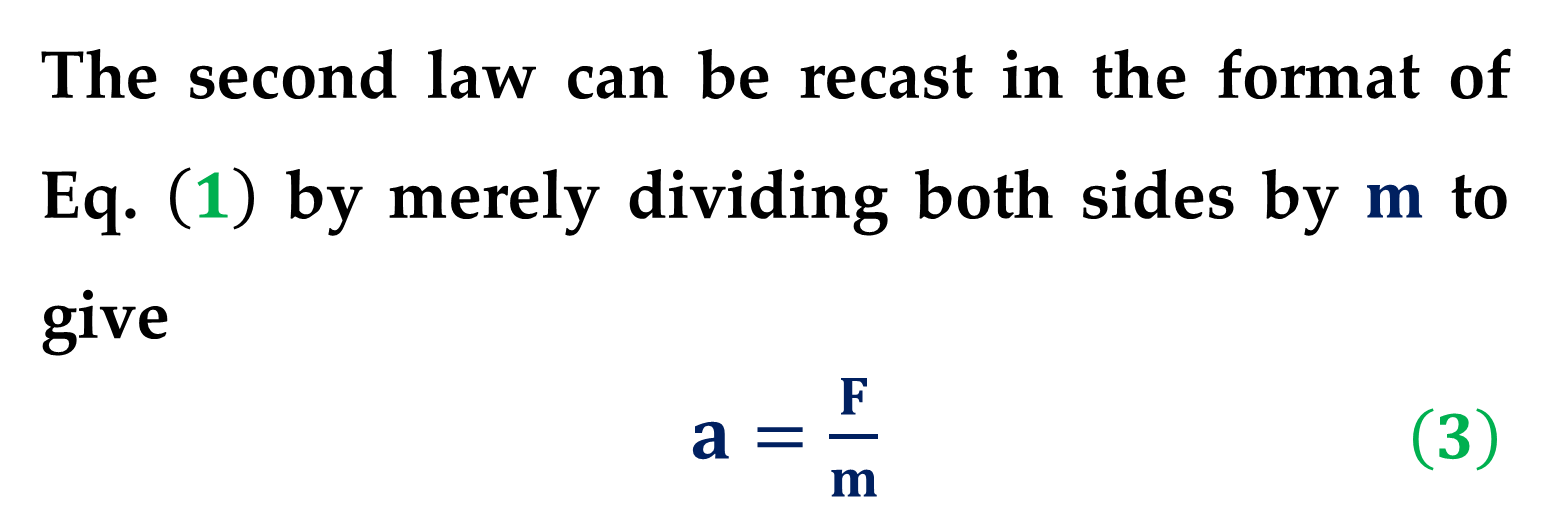 The second law can be recast in the format of
Eq. (1) by merely dividing both sides by m to
give
a = F/m (3)